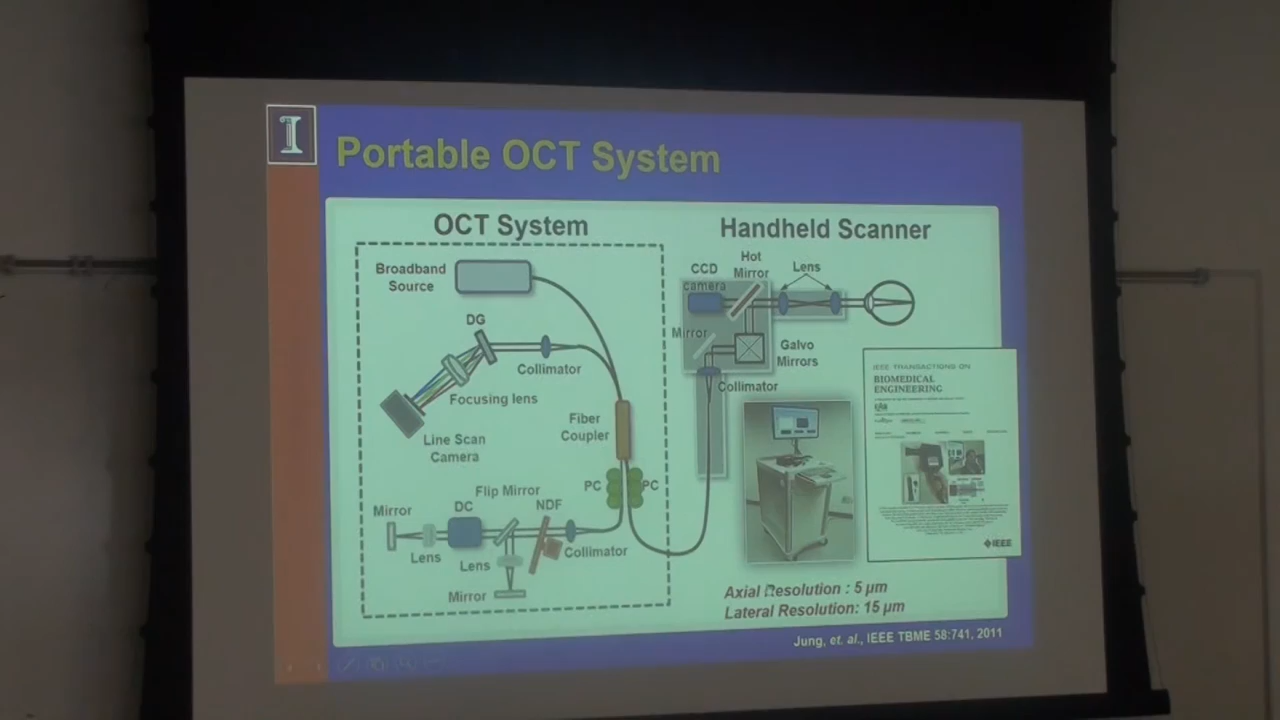 I
Portable OCT System
OCT System
Broadband
Source
DG
Collimator
Focusing lens
Fiber
Coupler
Line Scan
Camera
PC
PC
Flip Mirror
Mirror
DC
NDF
Lens
Lens
Collimator
Mirror
Handheld Scanner
Hot
Mirror
CCD
camera
Lens
Mirror
Galvo
Mirrors
Collimator
IEEE TRANSACTIONS ON
BIOMEDICAL
ENGINEERING
IEEE
Axial Resolution : 5 µm
Lateral Resolution: 15 µm
Jung, et. al., IEEE TBME 58:741, 2011